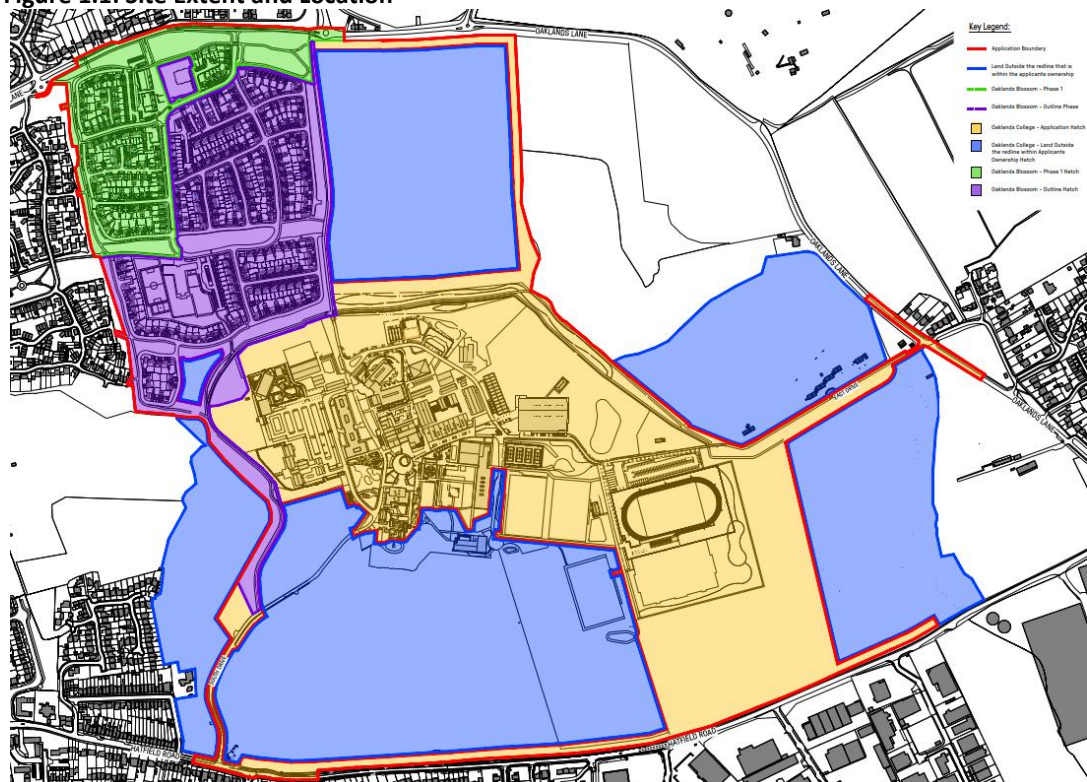 Figure 1.1: Site Extent and Location
OAKLANDS LANE
Key Legend:
Application Boundary
Land Outside the redline that is
within the applicants ownership
Oaklands Blossom - Phase 1
Oaklands Blossom - Outline Phase
Oaklands College - Application Hatch
Oaklands College - Land Outside
the redline within Applicants
Ownership Hatch
Oaklands Blossom - Phase 1 Hatch
Oaklands Blossom - Outline Hatch
LANE
OAKLANDS LANE
EAST DRIVE
OAKLANDS LANE
SOUTH DRIVE
HATFIELD ROAD
HATFIELD ROAD